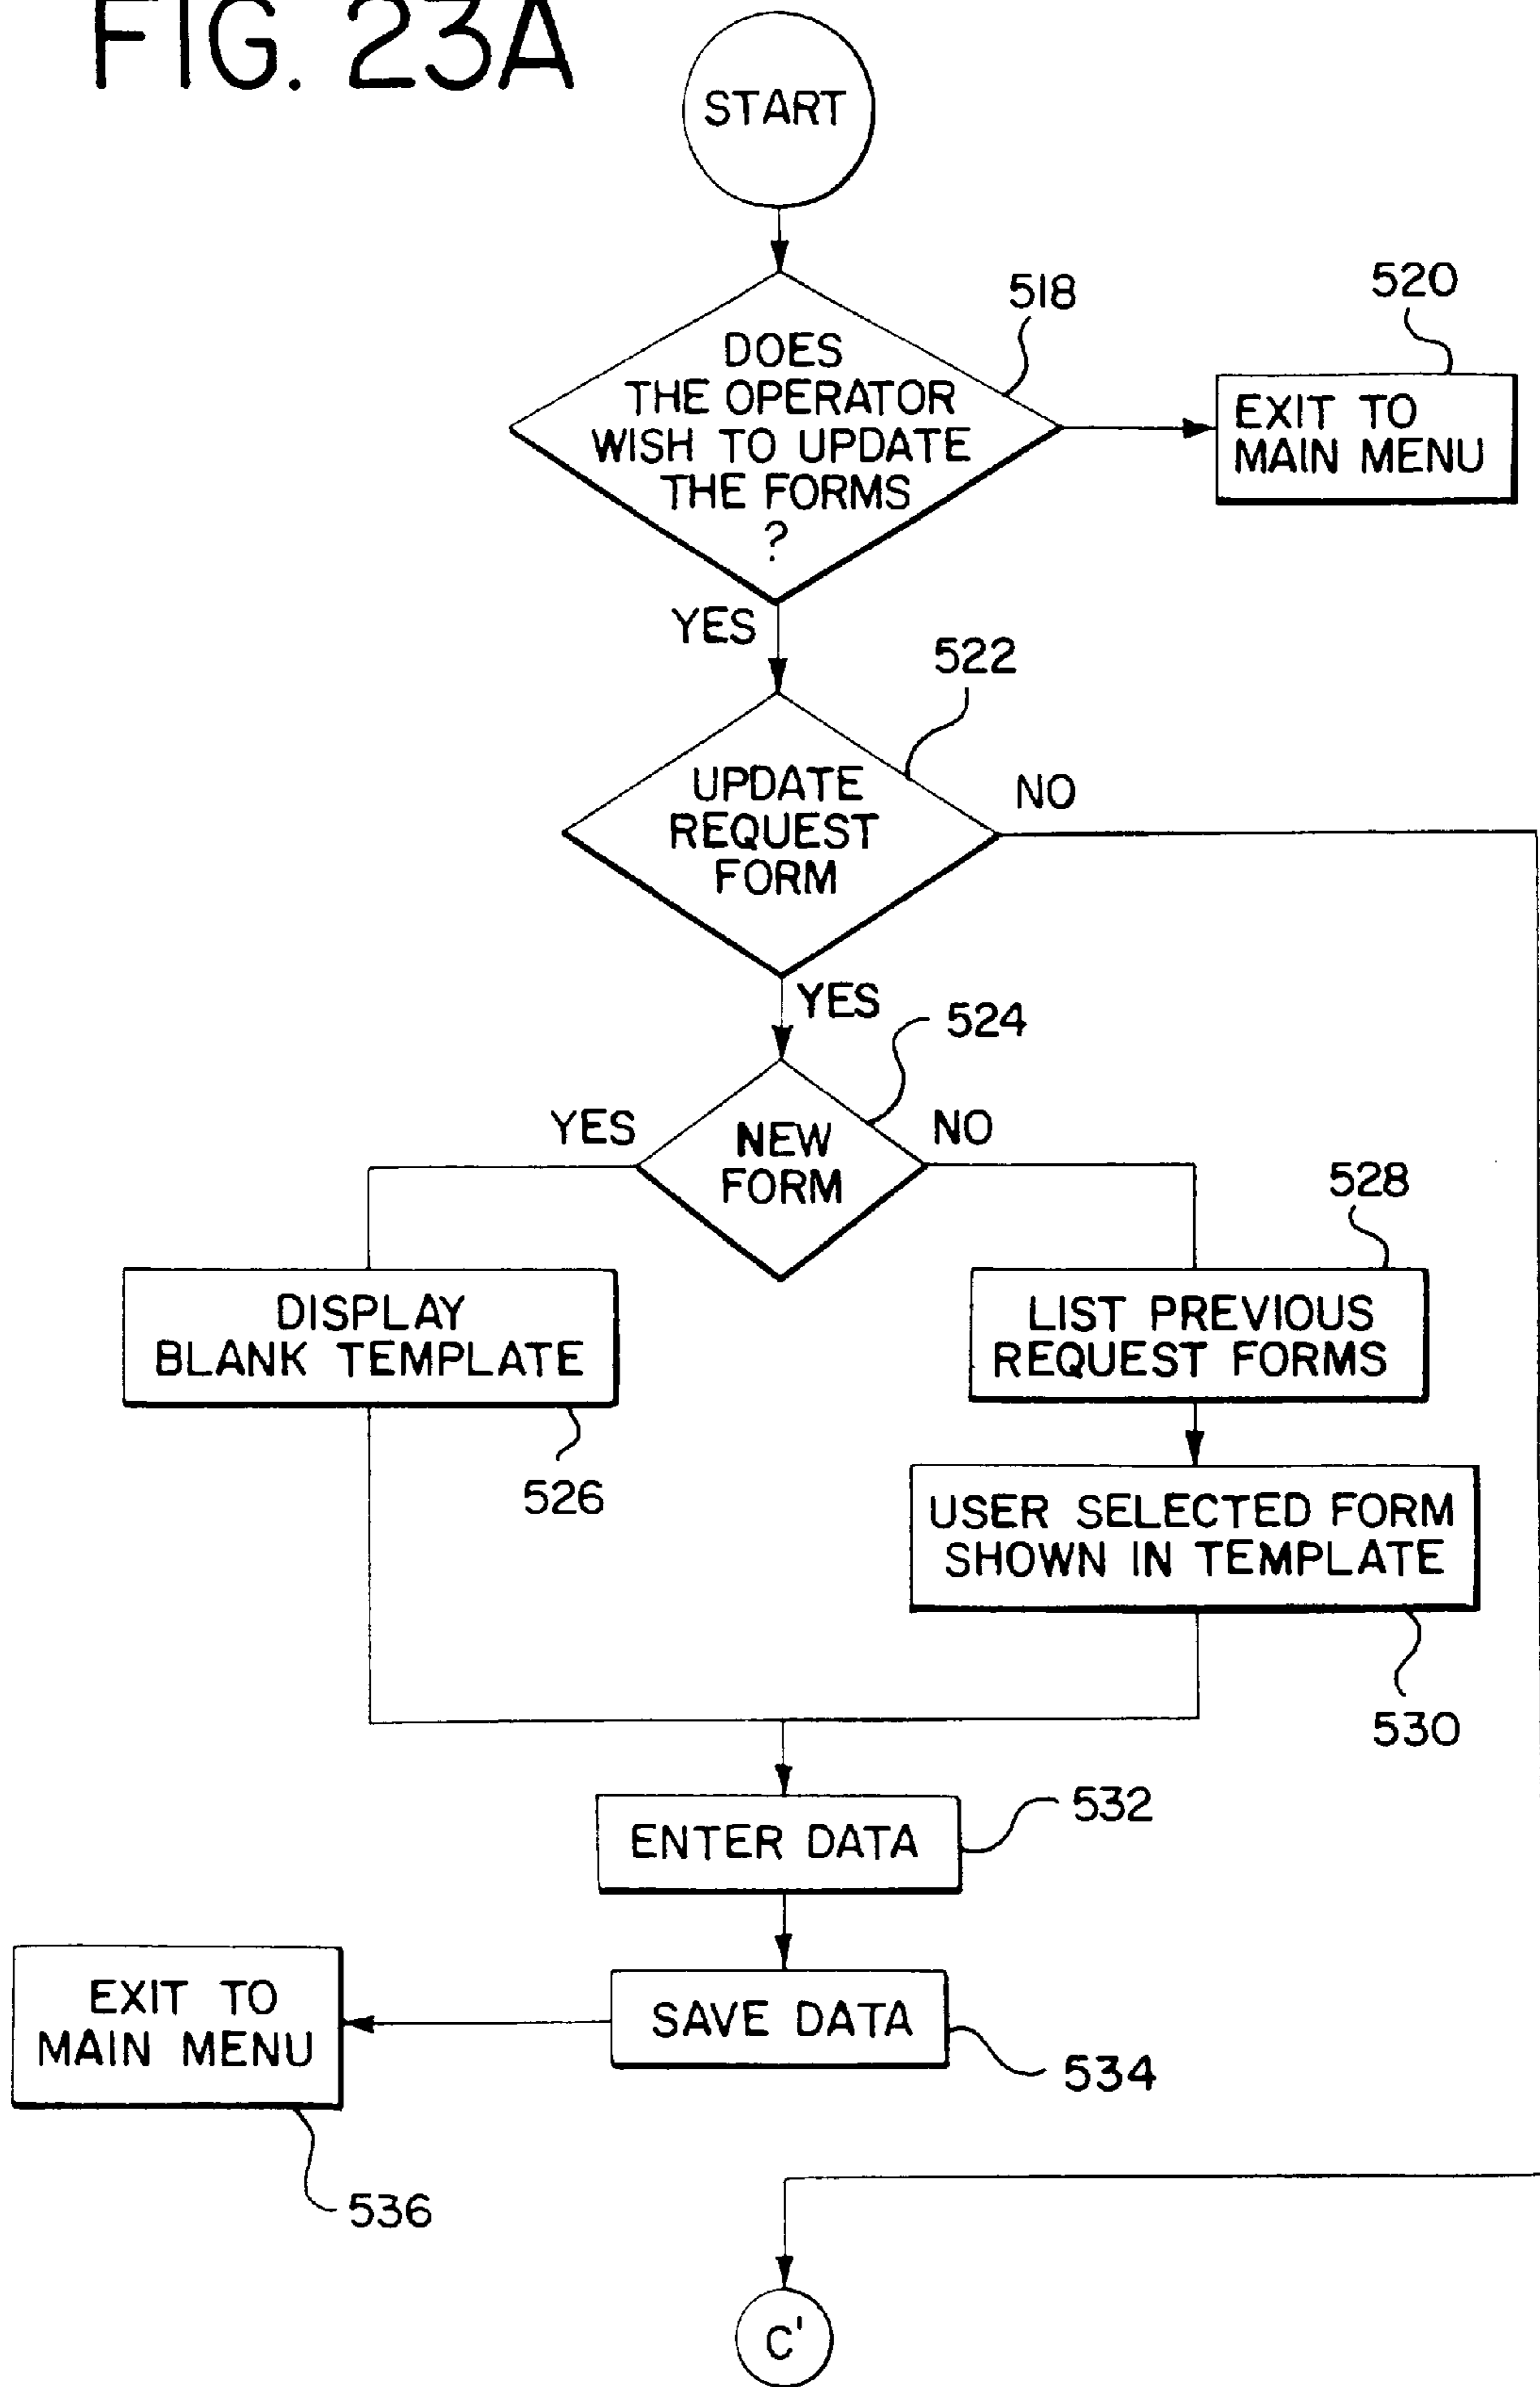 FIG. 23A
START
518
520
DOES
THE OPERATOR
WISH TO UPDATE
THE FORMS
?
EXIT TO
MAIN MENU
YES
522
UPDATE
REQUEST
FORM
NO
YES
524
YES
NEW
FORM
NO
528
DISPLAY
BLANK TEMPLATE
LIST PREVIOUS
REQUEST FORMS
526
USER SELECTED FORM
SHOWN IN TEMPLATE
530
532
ENTER DATA
EXIT TO
MAIN MENU
SAVE DATA
534
536
C'